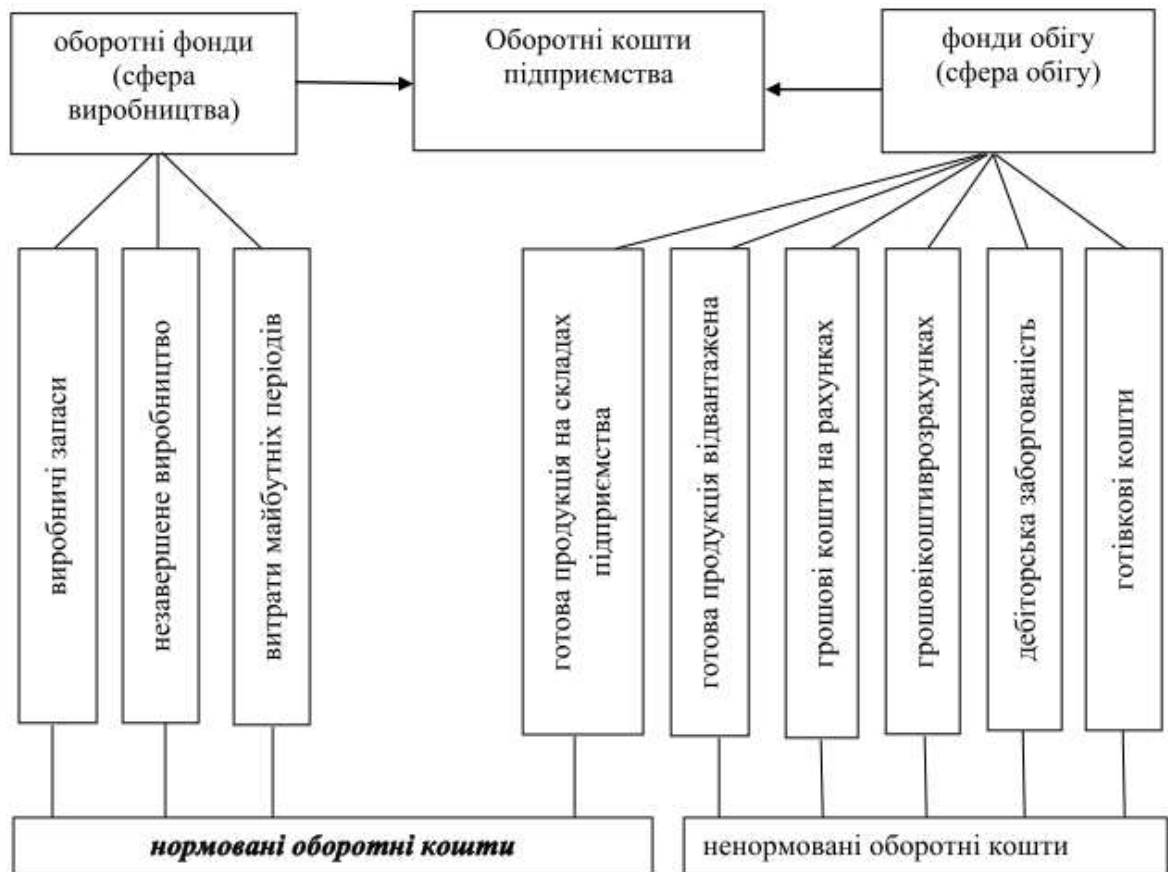 оборотні фонди
(сфера
виробництва)
Оборотні кошти
підприємства
фонди обігу
(сфера обігу)
виробничі запаси
незавершене виробництво
витрати майбутніх періодів
готова продукція на складах
підприємства
готова продукція відвантажена
грошові кошти на рахунках
грошовікоштиврозрахунках
дебіторська заборгованість
готівкові кошти
нормовані оборотні кошти
ненормовані оборотні кошти